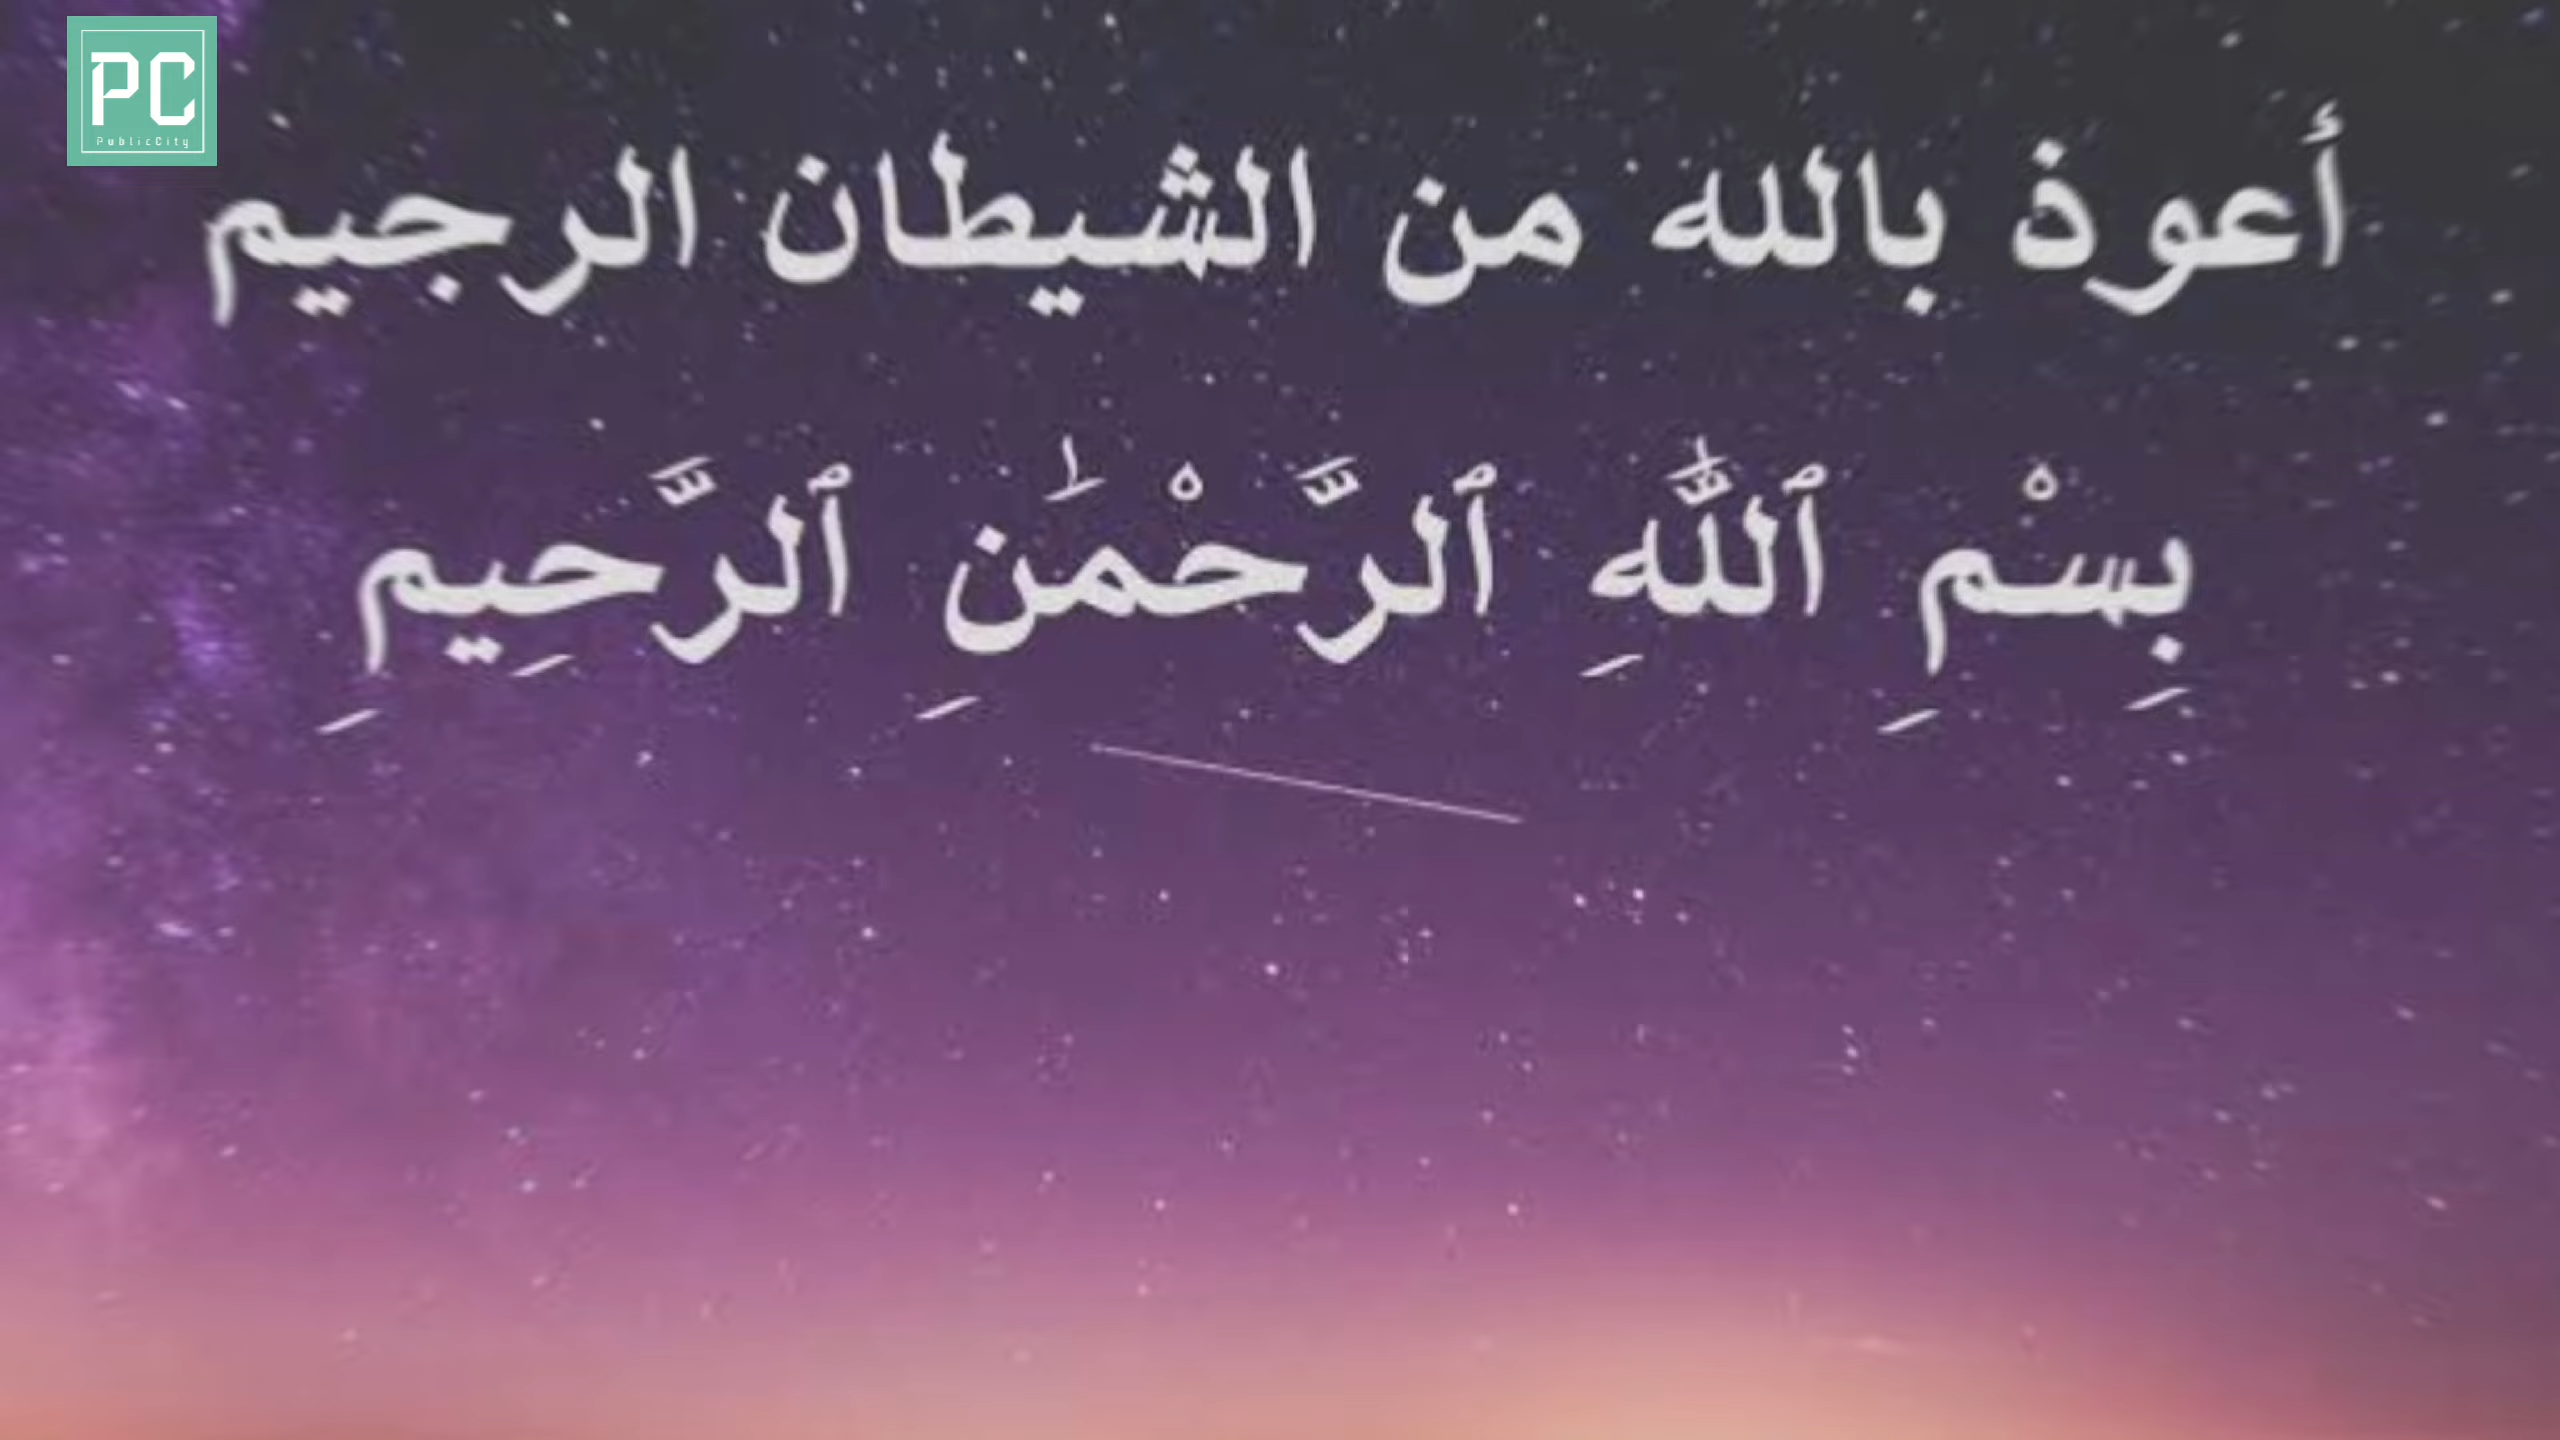 PC
PublicCity
أعوذ بالله من الشيطان الرجيم
بِسْمِ ٱللَّهِ ٱلرَّحْمَٰنِ ٱلرَّحِيمِ